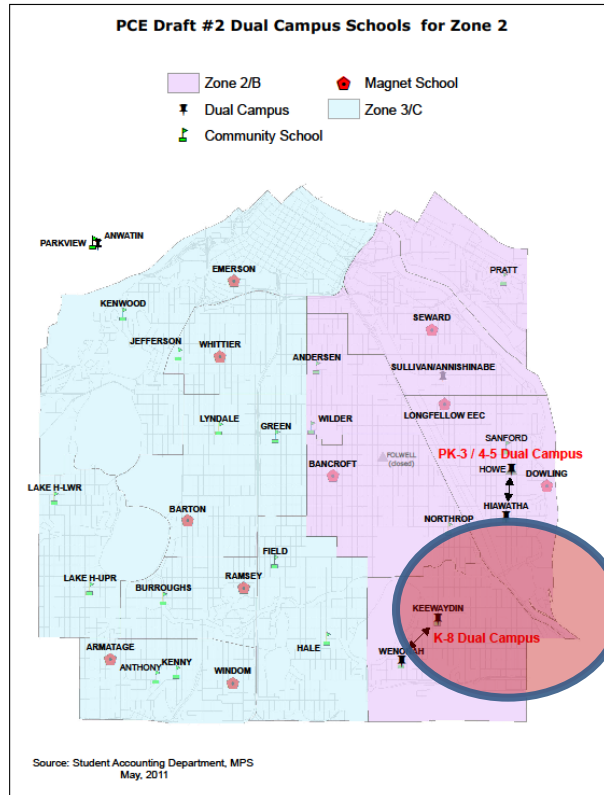 PCE Draft #2 Dual Campus Schools for Zone 2
Zone 2/B
Magnet School
Dual Campus
Zone 3/C
Community School
ANWATIN
PARKVIEW
EMERSON
PRATT
KENWOOD
SEWARD
JEFFERSON
WHITTIER
ANDERSEN
SULLIVAN/ANNISHINABE
LONGFELLOW EEC
LYNDALE
GREEN
WILDER
SANFORD
PK-3 / 4-5 Dual Campus
FOLWELL
(closed)
BANCROFT
HOWE
DOWLING
LAKE H-LWR
HIAWATHA
BARTON
NORTHROP
FIELD
LAKE H-UPR
BURROUGHS
RAMSEY
KEEWAYDIN
K-8 Dual Campus
HALE
WENONAH
ARMATAGE
ANTHONY
KENNY
WINDOM
Source: Student Accounting Department, MPS
May, 2011